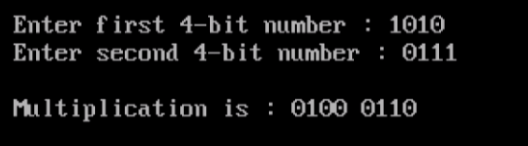 Enter first 4-bit number : 1010
Enter second 4-bit number : 0111
Multiplication is : 0100 0110